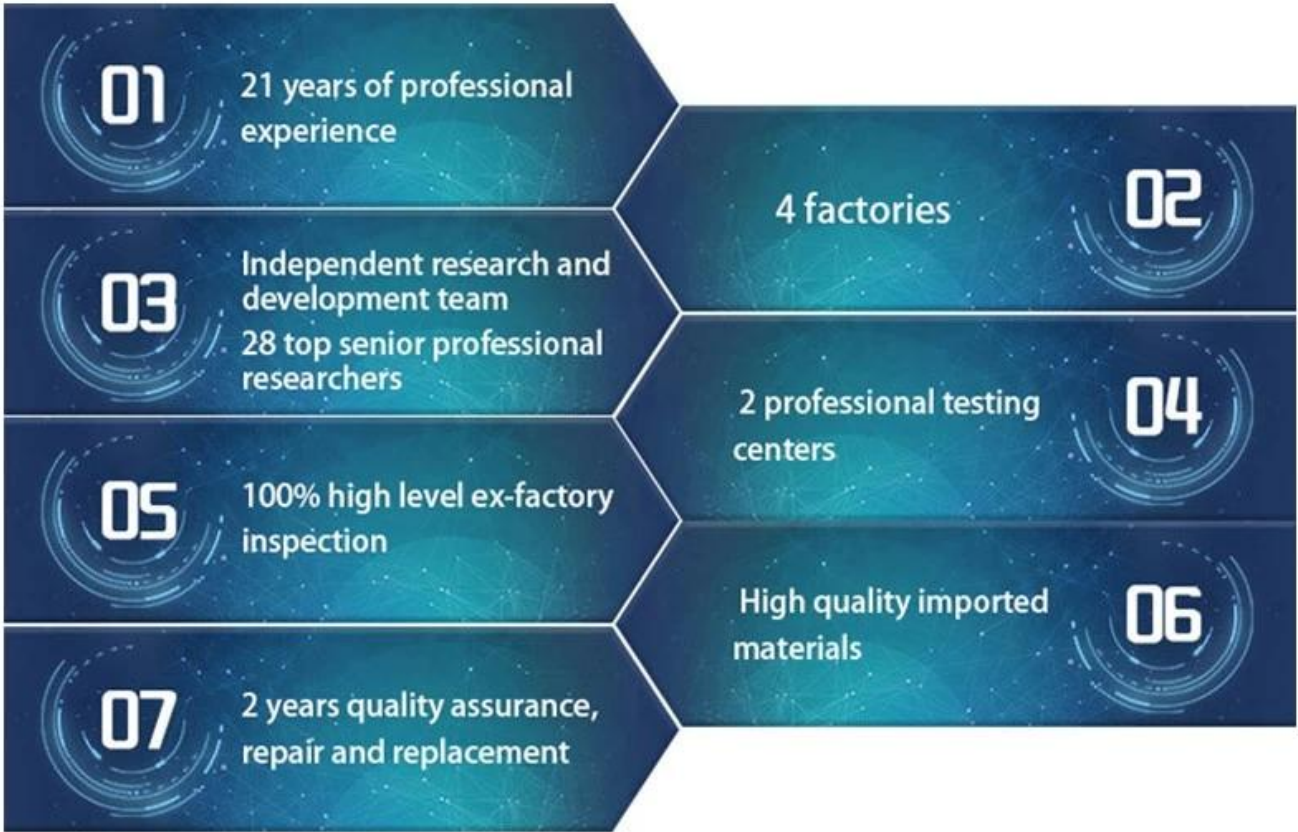 01
21 years of professional
experience
02
4 factories
03
Independent research and
development team
28 top senior professional
researchers
04
2 professional testing
centers
05
100% high level ex-factory
inspection
06
High quality imported
materials
07
2 years quality assurance,
repair and replacement